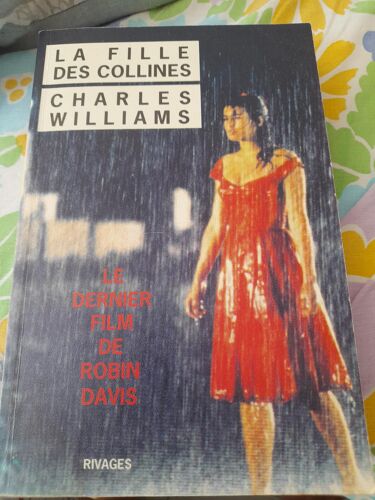 LA FILLE
DES COLLINES
CHARLES
WILLIAMS
LE
DERNIER
FILM
DE
ROBIN
DAVIS
RIVAGES